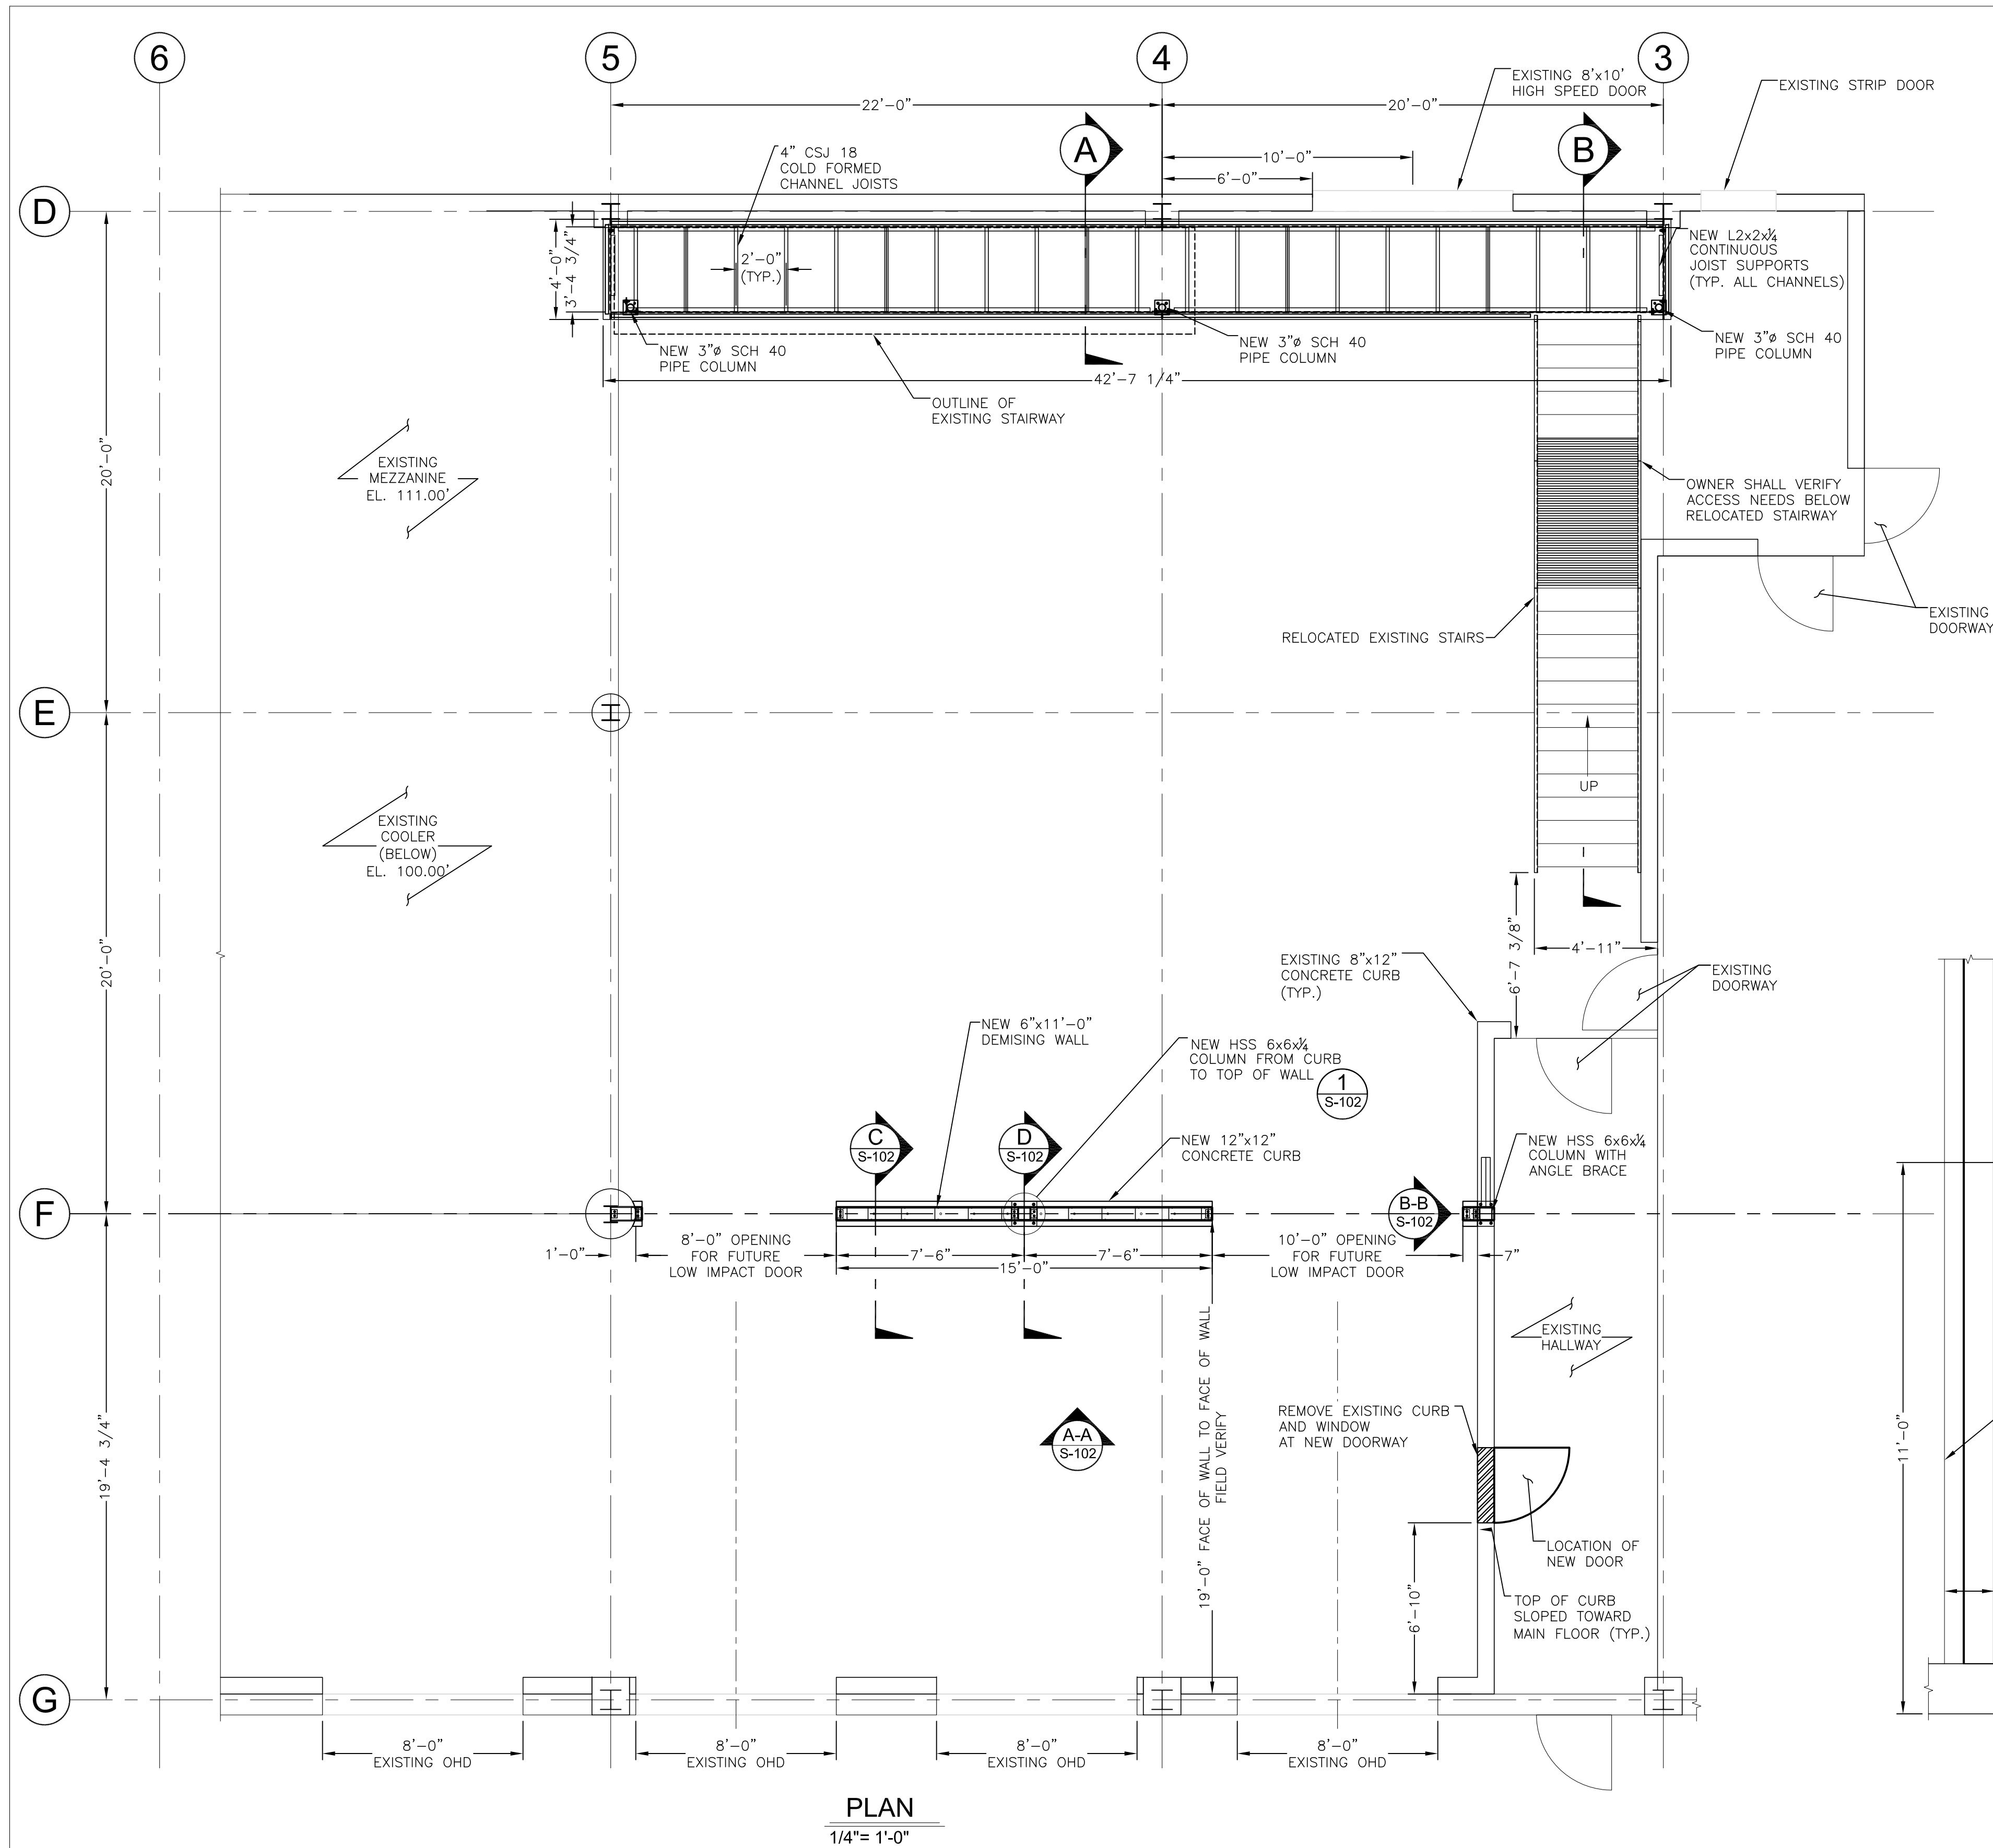 6
5
4
3
22'-0"
20'-0"
EXISTING 8'x10'
HIGH SPEED DOOR
EXISTING STRIP DOOR
A
B
10'-0"
6'-0"
4" CSJ 18
COLD FORMED
CHANNEL JOISTS
D
4'-0"
3'-4 3/4"
2'-0"
(TYP.)
NEW L2x2x¼
CONTINUOUS
JOIST SUPPORTS
(TYP. ALL CHANNELS)
NEW 3"ø SCH 40
PIPE COLUMN
NEW 3"ø SCH 40
PIPE COLUMN
NEW 3"ø SCH 40
PIPE COLUMN
42'-7 1/4"
OUTLINE OF
EXISTING STAIRWAY
20'-0"
EXISTING
MEZZANINE
EL. 111.00'
OWNER SHALL VERIFY
ACCESS NEEDS BELOW
RELOCATED STAIRWAY
EXISTING
DOORWAY
RELOCATED EXISTING STAIRS
E
UP
EXISTING
COOLER
(BELOW)
EL. 100.00'
20'-0"
6'-7 3/8"
4'-11"
EXISTING 8"x12"
CONCRETE CURB
(TYP.)
EXISTING
DOORWAY
NEW 6"x11'-0"
DEMISING WALL
NEW HSS 6x6x¼
COLUMN FROM CURB
TO TOP OF WALL
1
S-102
C
S-102
D
S-102
NEW 12"x12"
CONCRETE CURB
NEW HSS 6x6x¼
COLUMN WITH
ANGLE BRACE
F
B-B
S-102
1'-0"
8'-0" OPENING
FOR FUTURE
LOW IMPACT DOOR
7'-6"
7'-6"
15'-0"
10'-0" OPENING
FOR FUTURE
LOW IMPACT DOOR
7"
EXISTING
HALLWAY
19'-4 3/4"
19'-0" FACE OF WALL TO FACE OF WALL
FIELD VERIFY
A-A
S-102
REMOVE EXISTING CURB
AND WINDOW
AT NEW DOORWAY
11'-0"
LOCATION OF
NEW DOOR
6'-10"
TOP OF CURB
SLOPED TOWARD
MAIN FLOOR (TYP.)
G
8'-0"
EXISTING OHD
8'-0"
EXISTING OHD
8'-0"
EXISTING OHD
8'-0"
EXISTING OHD
PLAN
1/4"= 1'-0"